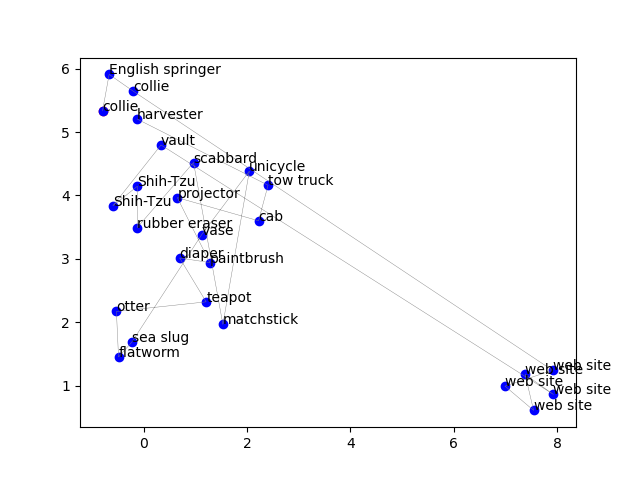 6
English springer
collie
collie
harvester
5
vault
scabbard
unicycle
tow truck
Shih-Tzu
projector
4
Shih-Tzu
cab
rubber eraser
vase
3
diaper
paintbrush
teapot
otter
2
matchstick
sea slug
flatworm
web site
web site
web site
1
web site
web site
0
2
4
6
8